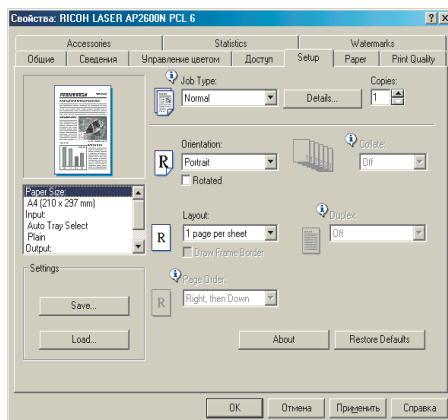 Свойства: RICOH LASER AP2600N PCL 6
Accessories Statistics Watermarks
Общие Сведения Управление цветом Доступ Setup Paper Print Quality
Job Type:
Normal
Details...
Copies:
1
Orientation:
Portrait
Rotated
Collate:
Off
Paper Size:
A4 (210 x 297 mm)
Input:
Auto Tray Select
Plain
Output:
Layout:
1 page per sheet
Draw Frame Border
Duplex:
Off
Settings
Save...
Load...
Page Order:
Right, then Down
About
Restore Defaults
OK Отмена Применить Справка